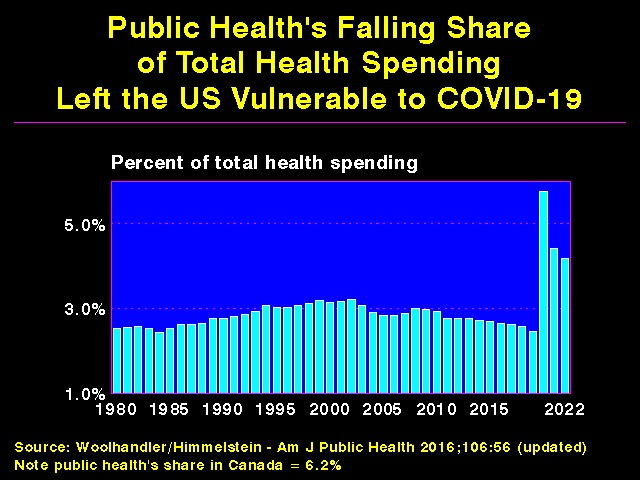 Public Health's Falling Share
of Total Health Spending
Left the US Vulnerable to COVID-19
Percent of total health spending
5.0%
3.0%
1.0%
1980 1985 1990 1995 2000 2005 2010 2015 2022
Source: Woolhandler/Himmelstein - Am J Public Health 2016;106:56 (updated)
Note public health's share in Canada = 6.2%